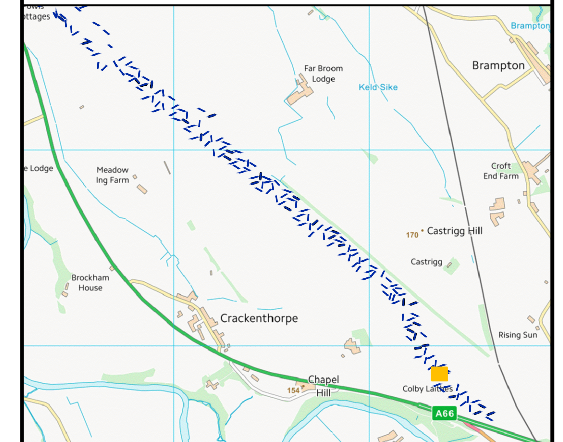 ottages
Brampton
Brampton
Far Broom
Lodge
Keld Sike
e Lodge
Meadow
Ing Farm
Croft
End Farm
170
Castrigg Hill
Castrigg
Brockham
House
Crackenthorpe
Rising Sun
154
Chapel
Hill
Colby Laithes
A66